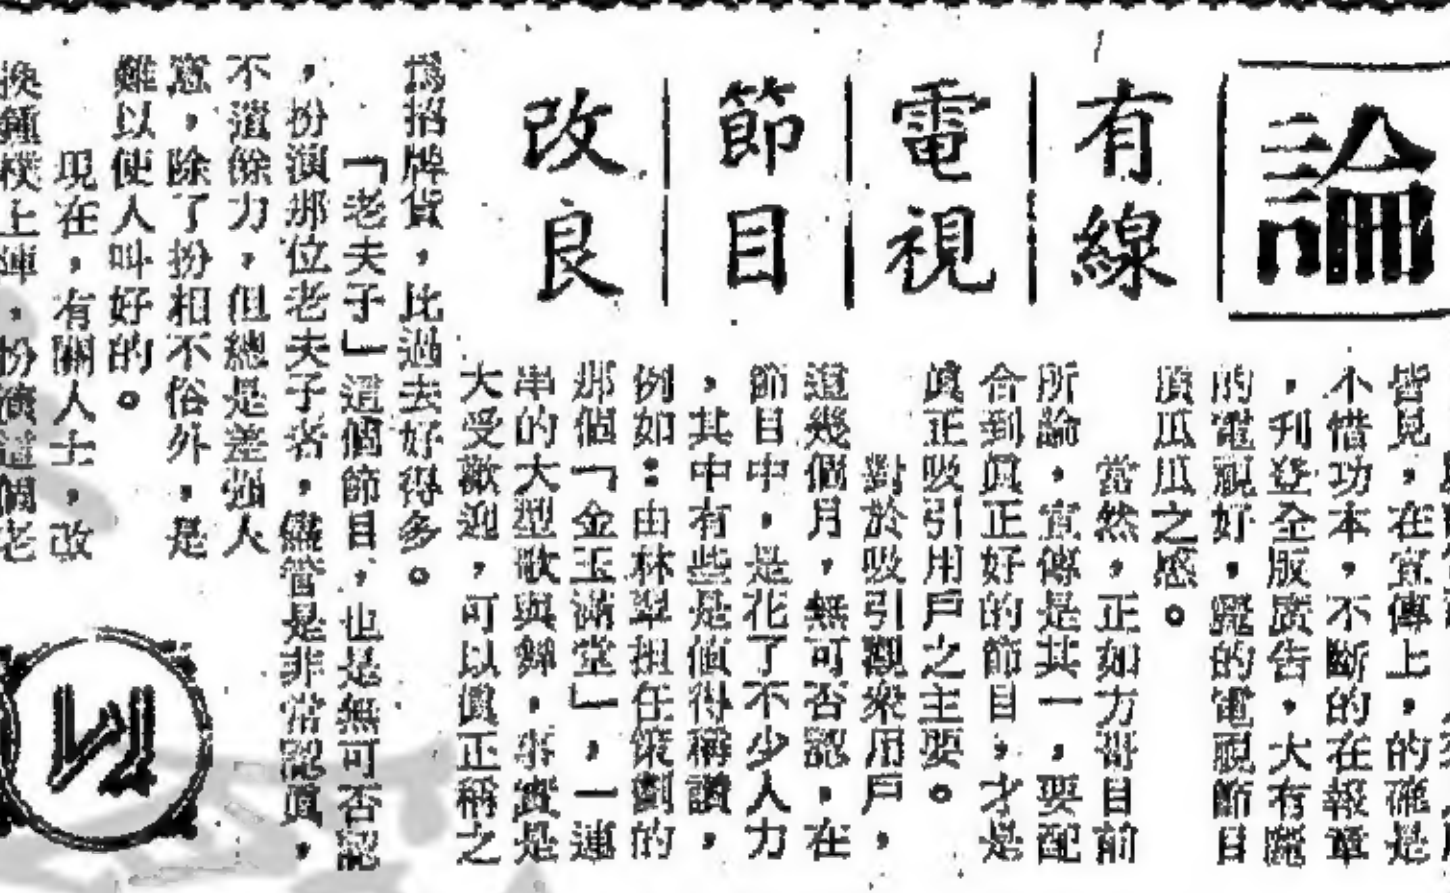 論
有線
電視
節目
改良
皆見,在宣傳上,的確是
不惜功本,不斷的在報章
,刊登全版廣告,大有麗
的電視好,麗的電視節目
頂瓜瓜之感。
當然,正如方哥目前
所論,宣傳是其一,要配
合到眞正好的節目,才是
眞正吸引用戶之主要。
對於吸引觀衆用戶,
這幾個月,無可否認,在
節目中,是花了不少人力
,其中有些是値得稱讚,
例如:由林翠担任策劃的
那個「金玉滿堂」,一連
串的大型歌與舞,事實是
大受歡迎,可以眞正稱之
爲招牌貨,比過去好得多。
「老夫子」這個節目,也是無可否認
,扮演那位老夫子者,儘管是非常認眞,
不遺餘力,但總是差强人
意,除了扮相不俗外,是
難以使人叫好的。
現在,有關人士,改
換種模上陣,扮演這個老